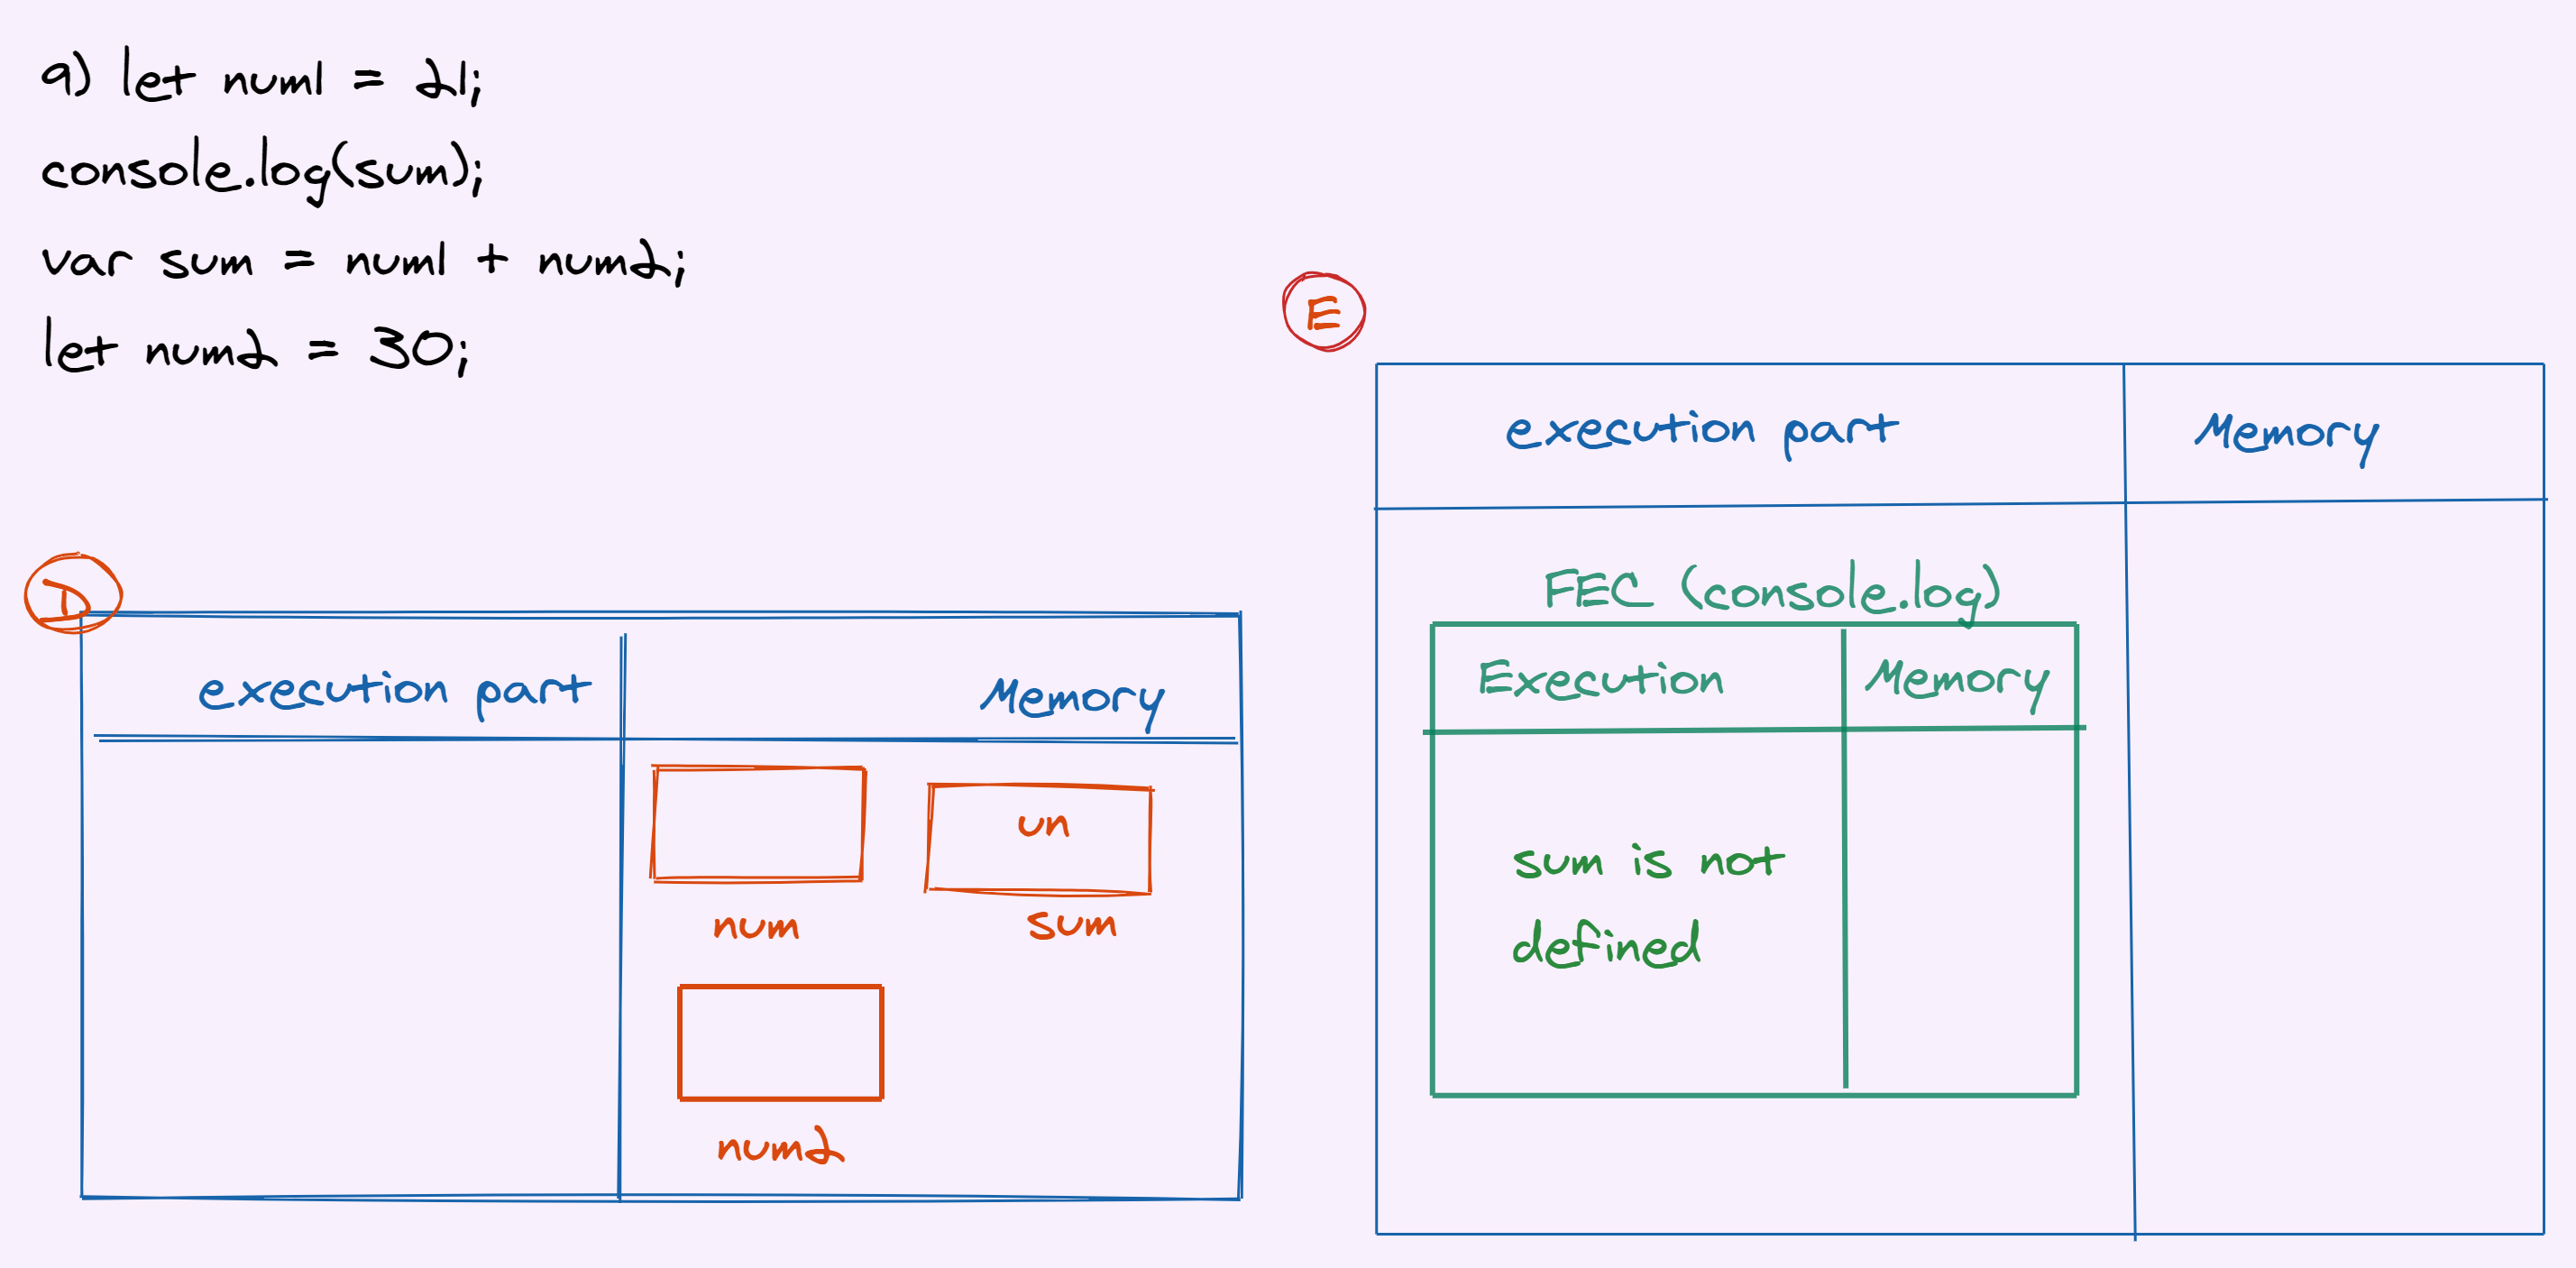 9) let num1 = 21;
console.log(sum);
var sum = num1 + num2;
let num2 = 30;
D
execution part
Memory
un
num
sum
num2
E
execution part
Memory
FEC (console.log)
Execution
Memory
sum is not
defined